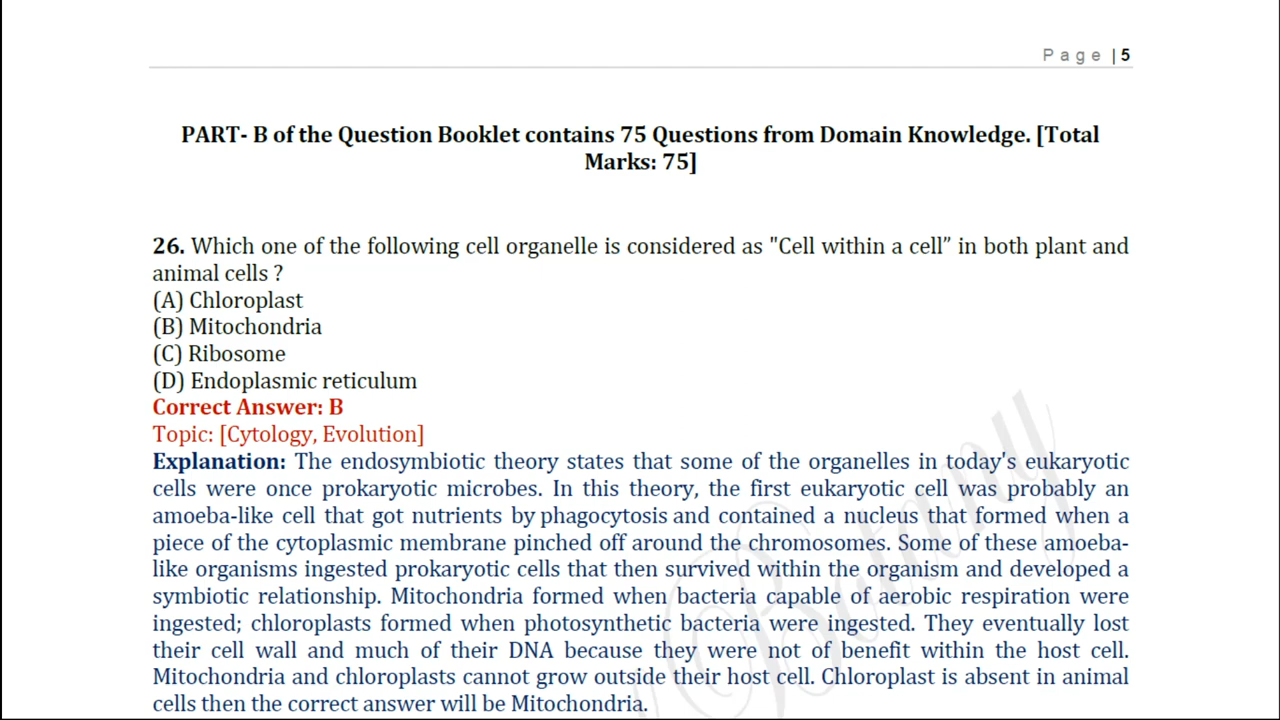 Page | 5
PART- B of the Question Booklet contains 75 Questions from Domain Knowledge. [Total
Marks: 75]
26. Which one of the following cell organelle is considered as "Cell within a cell” in both plant and
animal cells ?
(A) Chloroplast
(B) Mitochondria
(C) Ribosome
(D) Endoplasmic reticulum
Correct Answer: B
Topic: [Cytology, Evolution]
Explanation: The endosymbiotic theory states that some of the organelles in today's eukaryotic
cells were once prokaryotic microbes. In this theory, the first eukaryotic cell was probably an
amoeba-like cell that got nutrients by phagocytosis and contained a nucleus that formed when a
piece of the cytoplasmic membrane pinched off around the chromosomes. Some of these amoeba-
like organisms ingested prokaryotic cells that then survived within the organism and developed a
symbiotic relationship. Mitochondria formed when bacteria capable of aerobic respiration were
ingested; chloroplasts formed when photosynthetic bacteria were ingested. They eventually lost
their cell wall and much of their DNA because they were not of benefit within the host cell.
Mitochondria and chloroplasts cannot grow outside their host cell. Chloroplast is absent in animal
cells then the correct answer will be Mitochondria.
Botany